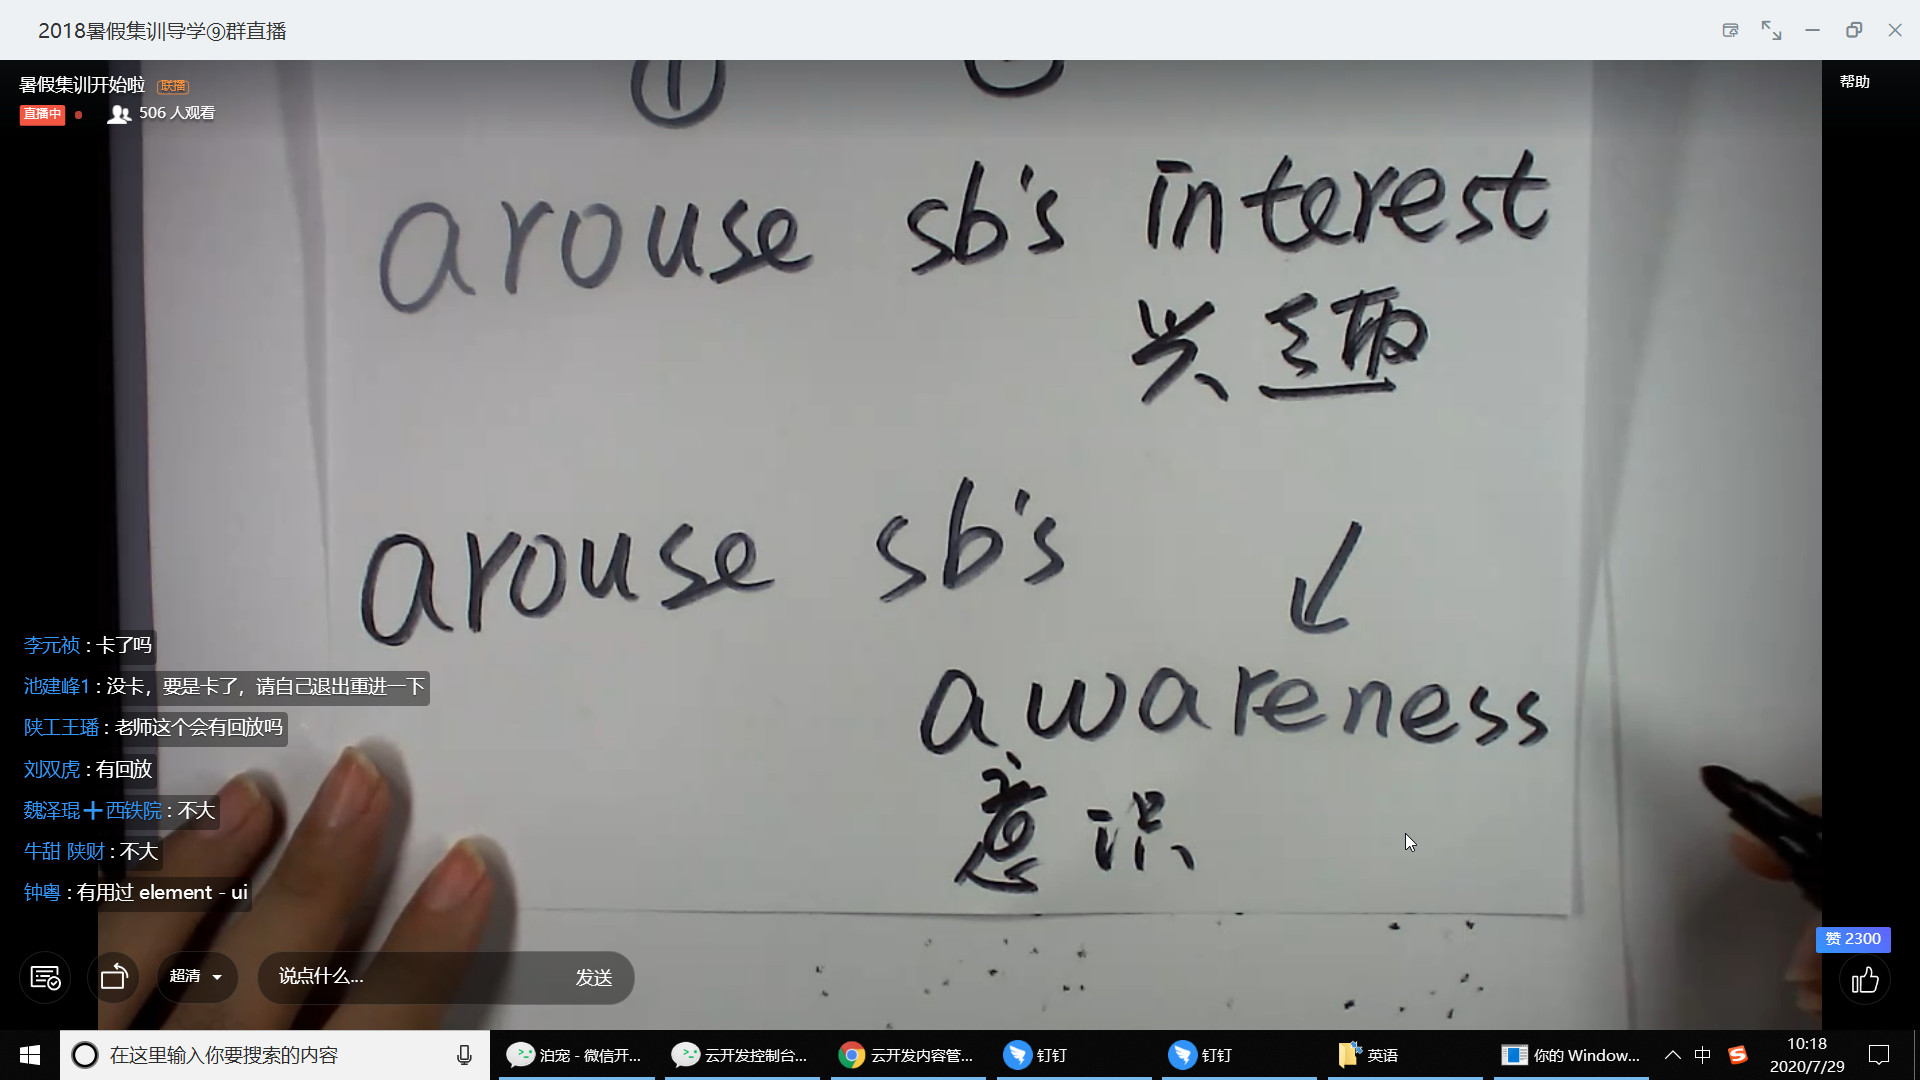 2018暑假集训导学⑨群直播
暑假集训开始啦 联播
帮助
直播中 506 人观看
①
arouse sb's interest
兴趣
arouse sb's
awareness
意识
李元祯 : 卡了吗
池建峰1 : 没卡，要是卡了，请自己退出重进一下
陕工王璠 : 老师这个会有回放吗
刘双虎 : 有回放
魏泽琨十西铁院 : 不大
牛甜 陕财 : 不大
钟粤 : 有用过 element - ui
赞 2300
超清 说点什么... 发送
在这里输入你要搜索的内容 泊宠 - 微信开... 云开发控制台... 云开发内容管... 钉钉 钉钉 英语 你的 Window... 中 10:18
2020/7/29